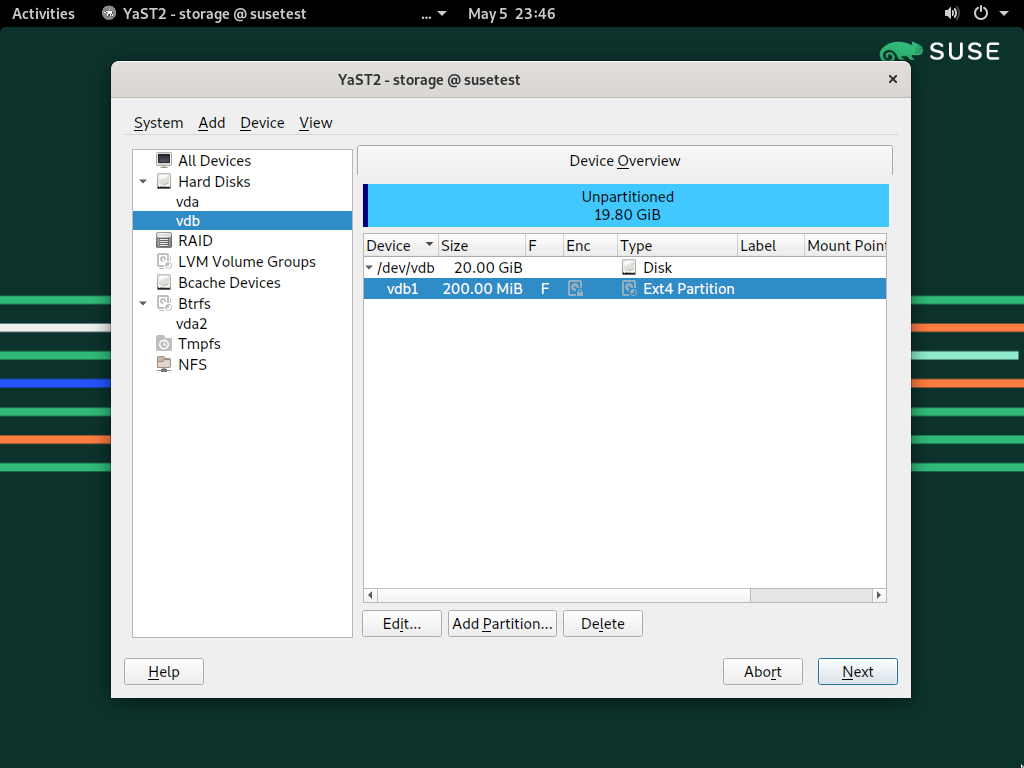 Activities YaST2 - storage @ susetest ... May 5 23:46
SUSE
YaST2 - storage @ susetest
System Add Device View
All Devices
Hard Disks
vda
vdb
RAID
LVM Volume Groups
Bcache Devices
Btrfs
vda2
Tmpfs
NFS
Device Overview
Unpartitioned
19.80 GiB
Device Size F Enc Type Label Mount Point
/dev/vdb 20.00 GiB Disk
vdb1 200.00 MiB F Ext4 Partition
Edit... Add Partition... Delete
Help Abort Next